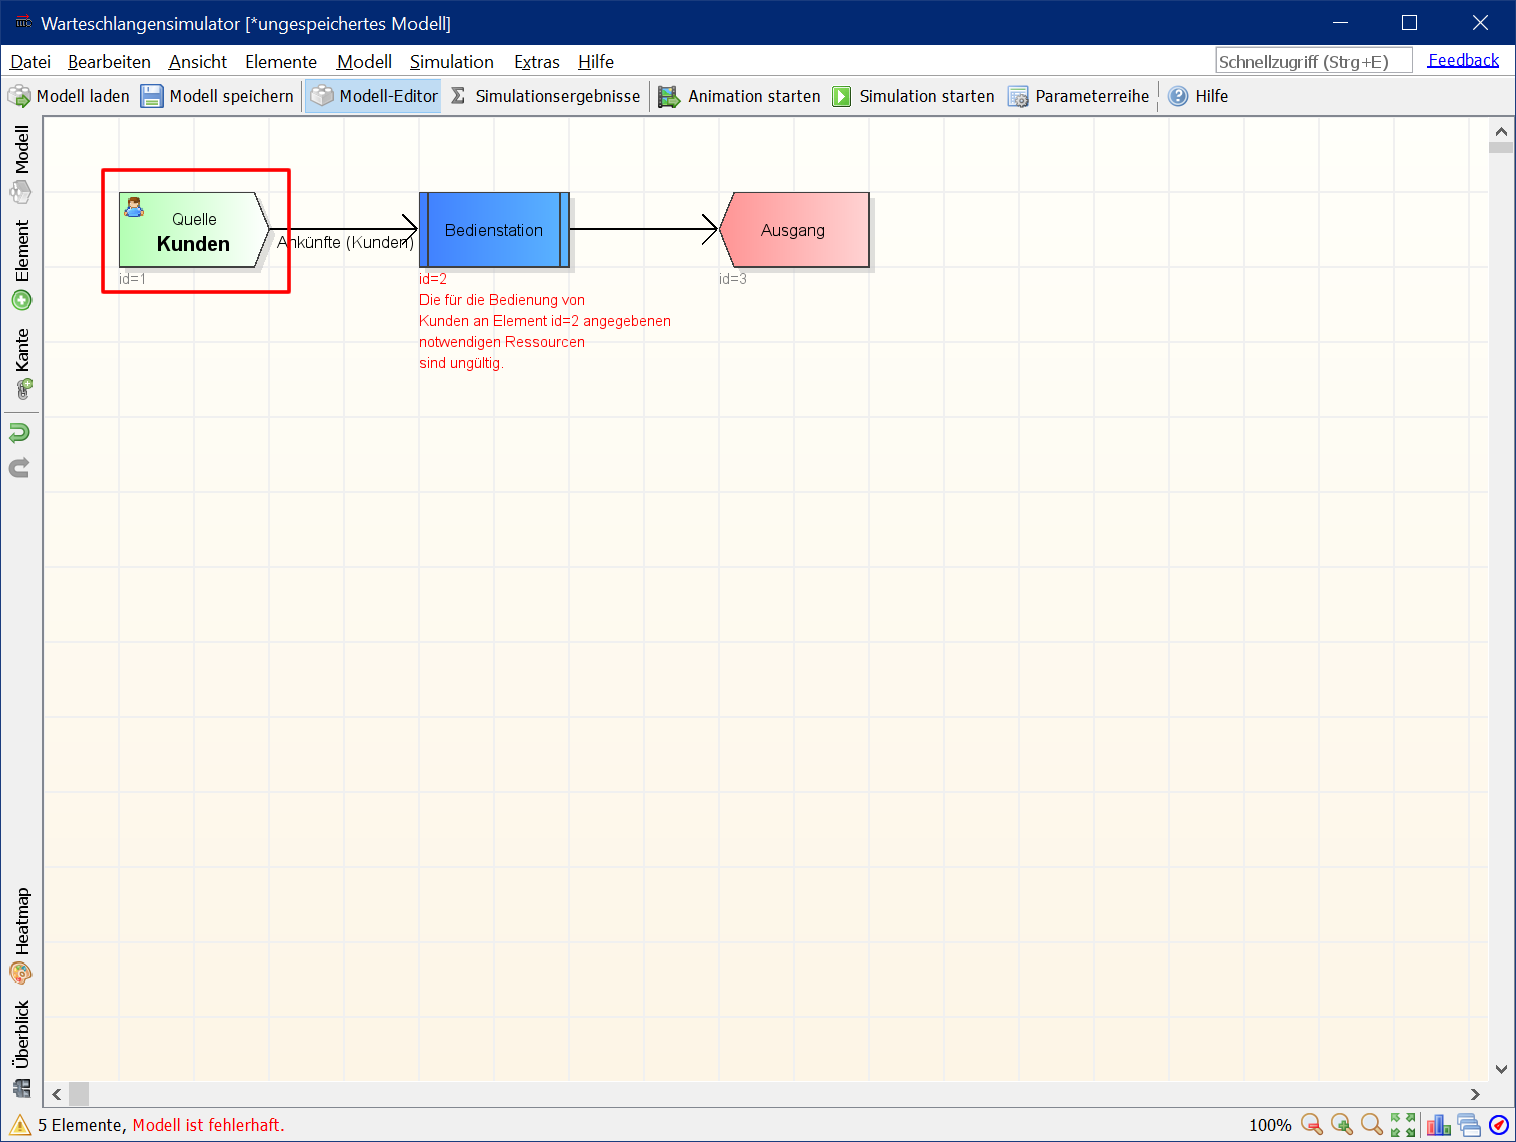 Warteschlangensimulator [*ungespeichertes Modell]
Datei Bearbeiten Ansicht Elemente Modell Simulation Extras Hilfe Schnellzugriff (Strg+E) Feedback
Modell laden Modell speichern Modell-Editor Σ Simulationsergebnisse Animation starten Simulation starten Parameterreihe Hilfe
Modell
Element
Kante
Heatmap
Überblick
Quelle
Kunden
id=1
Ankünfte (Kunden)
Bedienstation
id=2
Die für die Bedienung von
Kunden an Element id=2 angegebenen
notwendigen Ressourcen
sind ungültig.
Ausgang
id=3
5 Elemente, Modell ist fehlerhaft.
100%